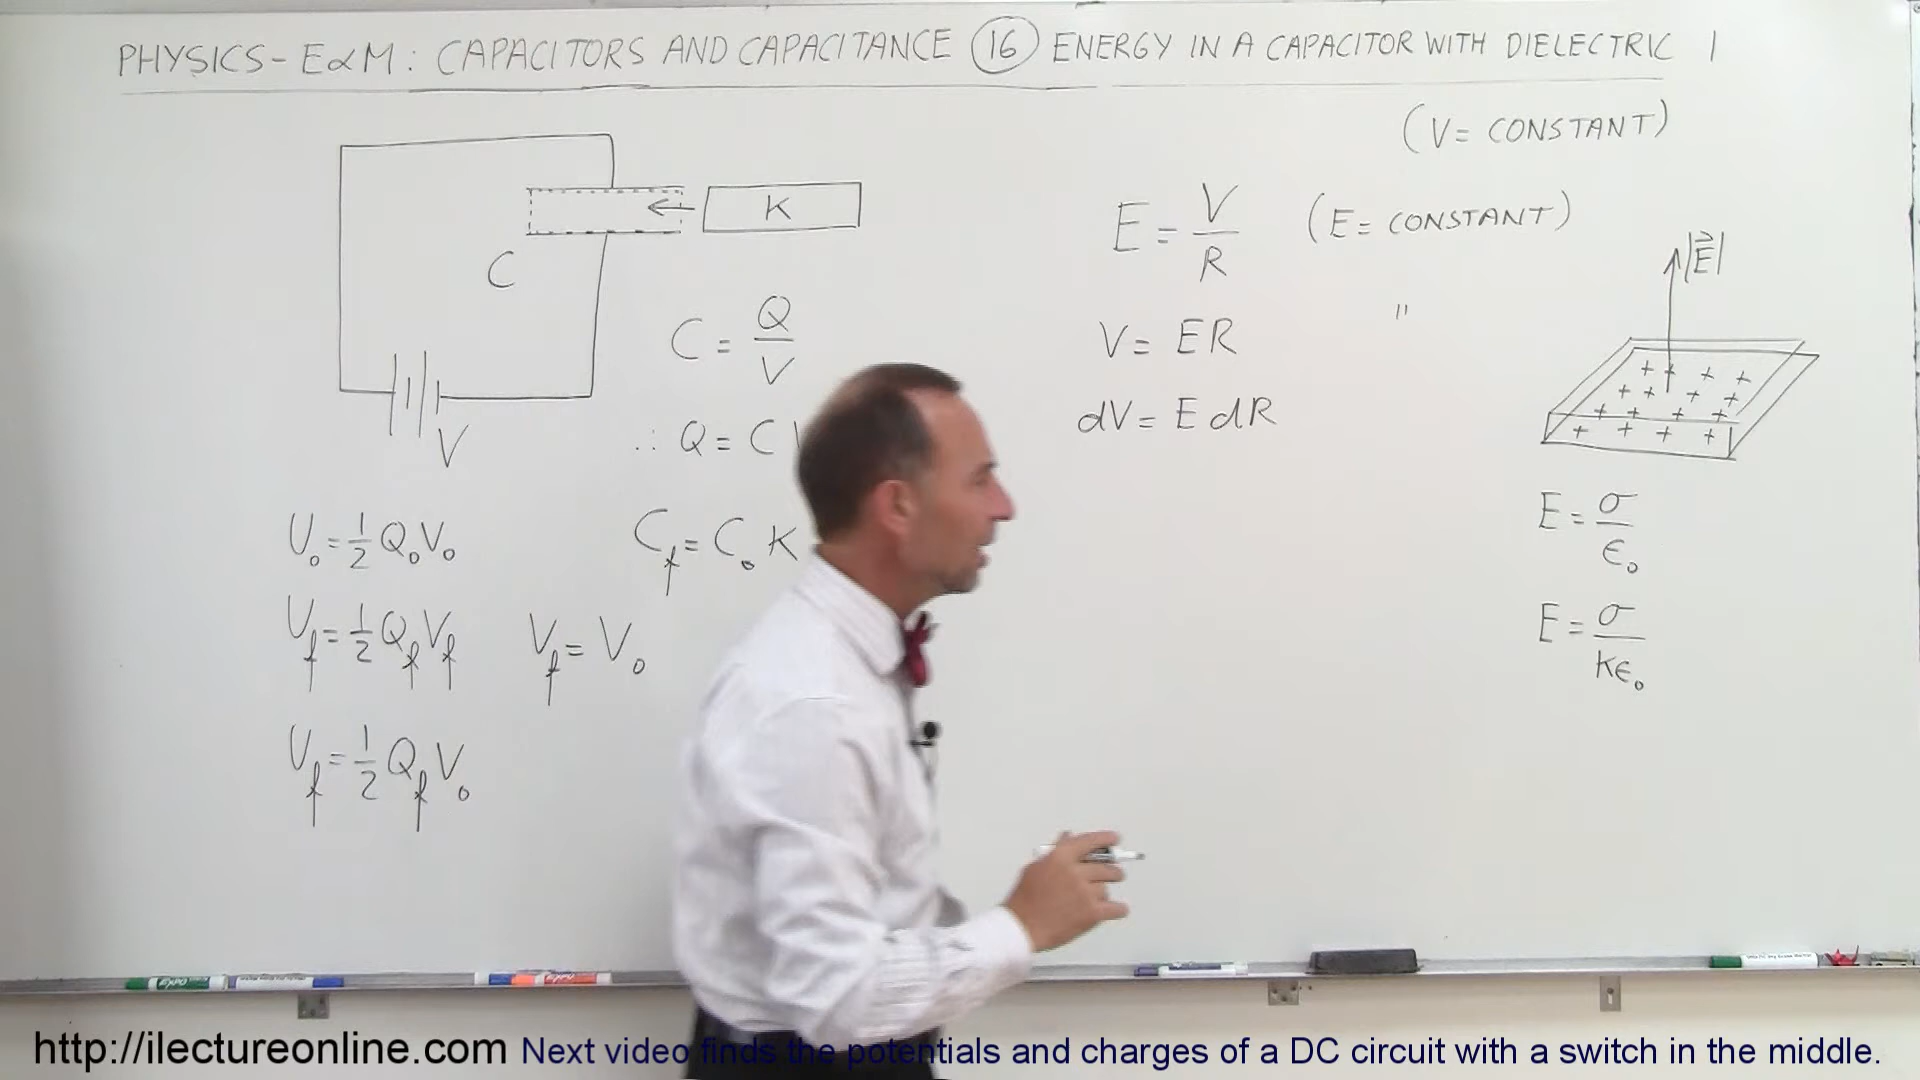 PHYSICS - E&M: CAPACITORS AND CAPACITANCE 16 ENERGY IN A CAPACITOR WITH DIELECTRIC 1
(V = CONSTANT)
K
C
V
C = Q/V
∴ Q = C
U₀ = 1/2 Q₀V₀
C_f = C₀ K
U_f = 1/2 Q_f V_f
V_f = V₀
U_f = 1/2 Q_f V₀
E = V/R (E = CONSTANT)
V = ER "
dV = E dR
|E⃗|
+ + + +
+ + + +
+ + + +
+ + + +
E = σ/ε₀
E = σ/kε₀
http://ilectureonline.com Next video finds the potentials and charges of a DC circuit with a switch in the middle.